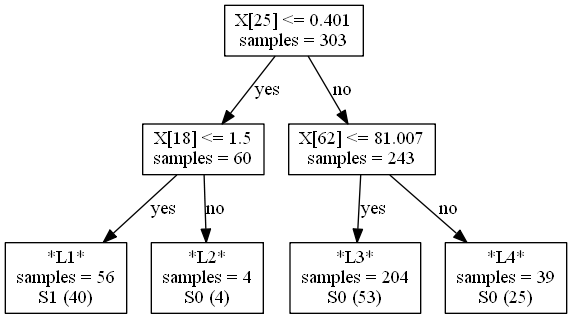 X[25] <= 0.401
samples = 303
yes
no
X[18] <= 1.5
samples = 60
X[62] <= 81.007
samples = 243
yes
no
yes
no
*L1*
samples = 56
S1 (40)
*L2*
samples = 4
S0 (4)
*L3*
samples = 204
S0 (53)
*L4*
samples = 39
S0 (25)